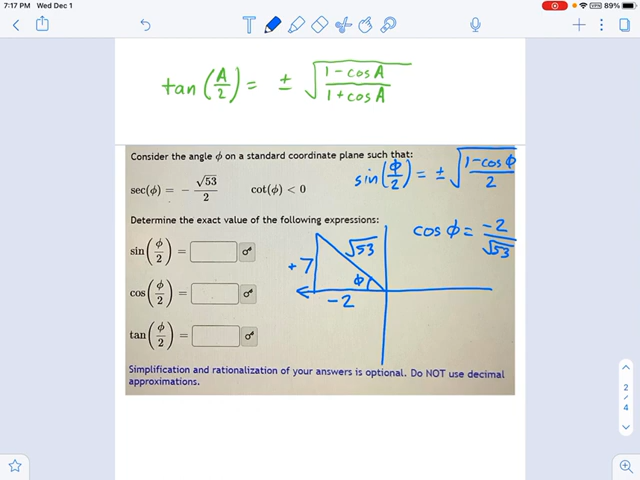 7:17 PM Wed Dec 1
89%
tan(A/2) = ± √((1-cosA)/(1+cosA))
Consider the angle ϕ on a standard coordinate plane such that:
sec(ϕ) = − √53/2 cot(ϕ) < 0
sin(ϕ/2) = ± √((1-cosϕ)/2)
Determine the exact value of the following expressions:
cos ϕ = -2/√53
sin(ϕ/2) =
cos(ϕ/2) =
tan(ϕ/2) =
+7
√53
ϕ
-2
Simplification and rationalization of your answers is optional. Do NOT use decimal
approximations.
2
/
4